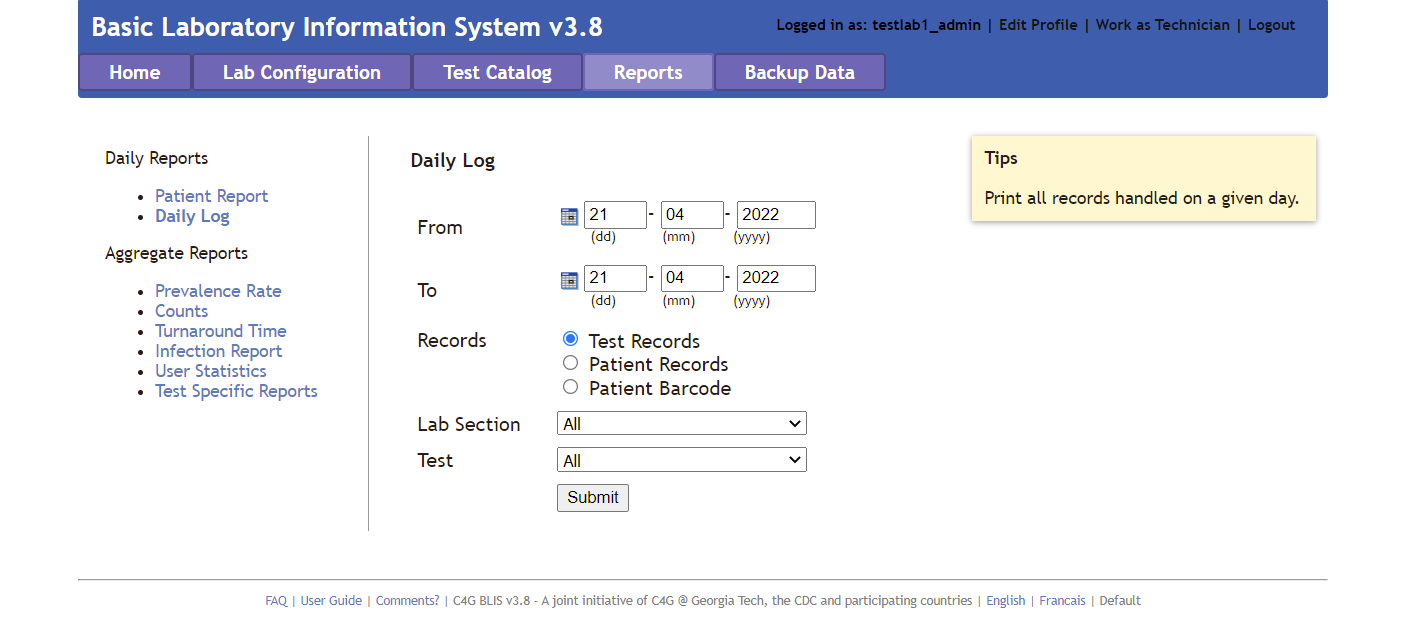 Basic Laboratory Information System v3.8
Logged in as: testlab1_admin | Edit Profile | Work as Technician | Logout
Home Lab Configuration Test Catalog Reports Backup Data
Daily Reports
• Patient Report
• Daily Log
Aggregate Reports
• Prevalence Rate
• Counts
• Turnaround Time
• Infection Report
• User Statistics
• Test Specific Reports
Daily Log
From 21 - 04 - 2022
(dd) (mm) (yyyy)
To 21 - 04 - 2022
(dd) (mm) (yyyy)
Records Test Records
Patient Records
Patient Barcode
Lab Section All
Test All
Submit
Tips
Print all records handled on a given day.
FAQ | User Guide | Comments? | C4G BLIS v3.8 - A joint initiative of C4G @ Georgia Tech, the CDC and participating countries | English | Francais | Default